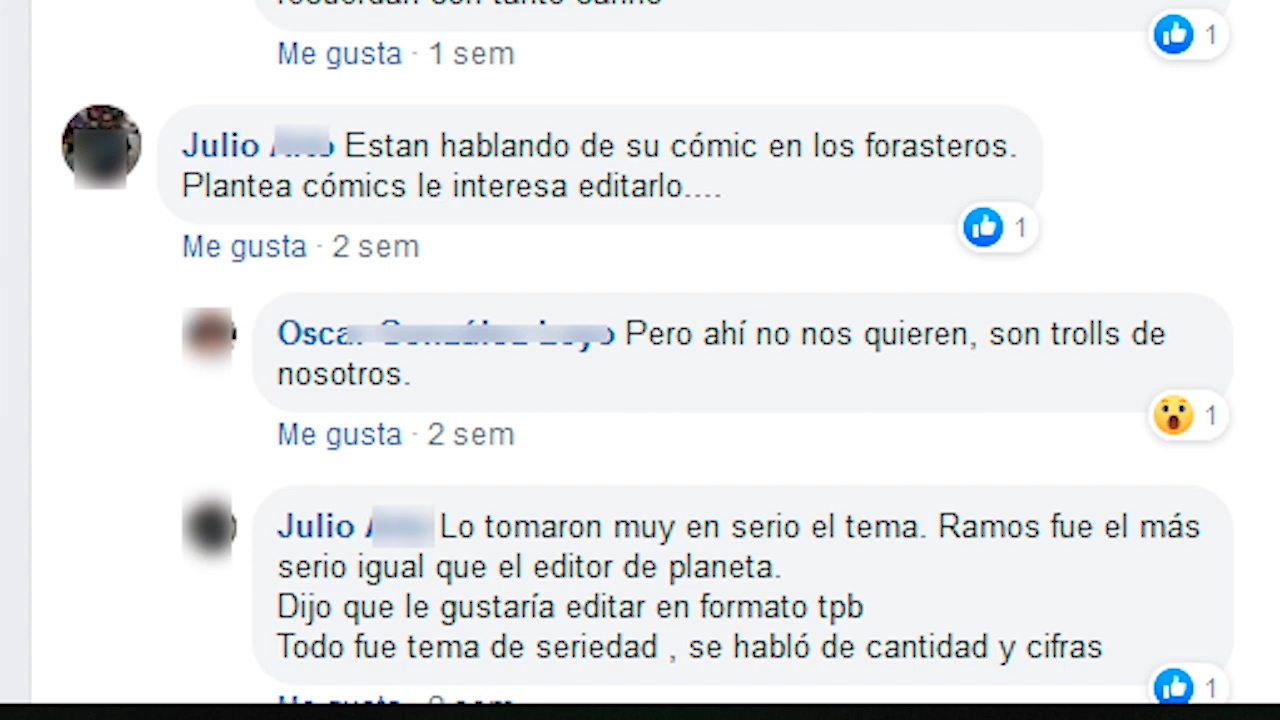 Me gusta · 1 sem
1
Julio Estan hablando de su cómic en los forasteros.
Plantea cómics le interesa editarlo....
1
Me gusta · 2 sem
Pero ahí no nos quieren, son trolls de
nosotros.
1
Me gusta · 2 sem
Julio Lo tomaron muy en serio el tema. Ramos fue el más
serio igual que el editor de planeta.
Dijo que le gustaría editar en formato tpb
Todo fue tema de seriedad , se habló de cantidad y cifras
1